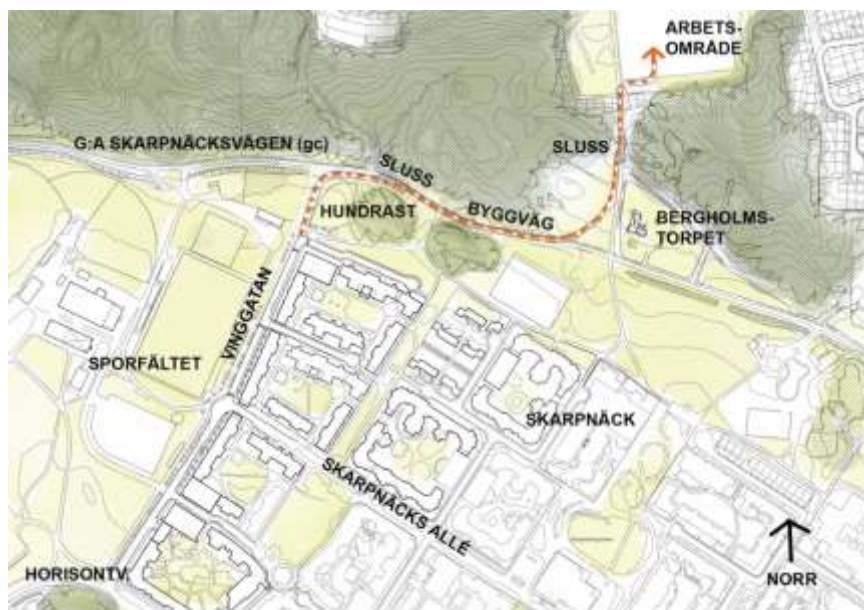 ARBETS-
OMRÅDE
G:A SKARPNÄCKSVÄGEN (gc)
SLUSS
SLUSS
HUNDRAST
BYGGVÄG
BERGHOLMS-
TORPET
VINGGATAN
SPORFÄLTET
SKARPNÄCK
SKARPNÄCKS ALLÉ
HORISONTV.
NORR